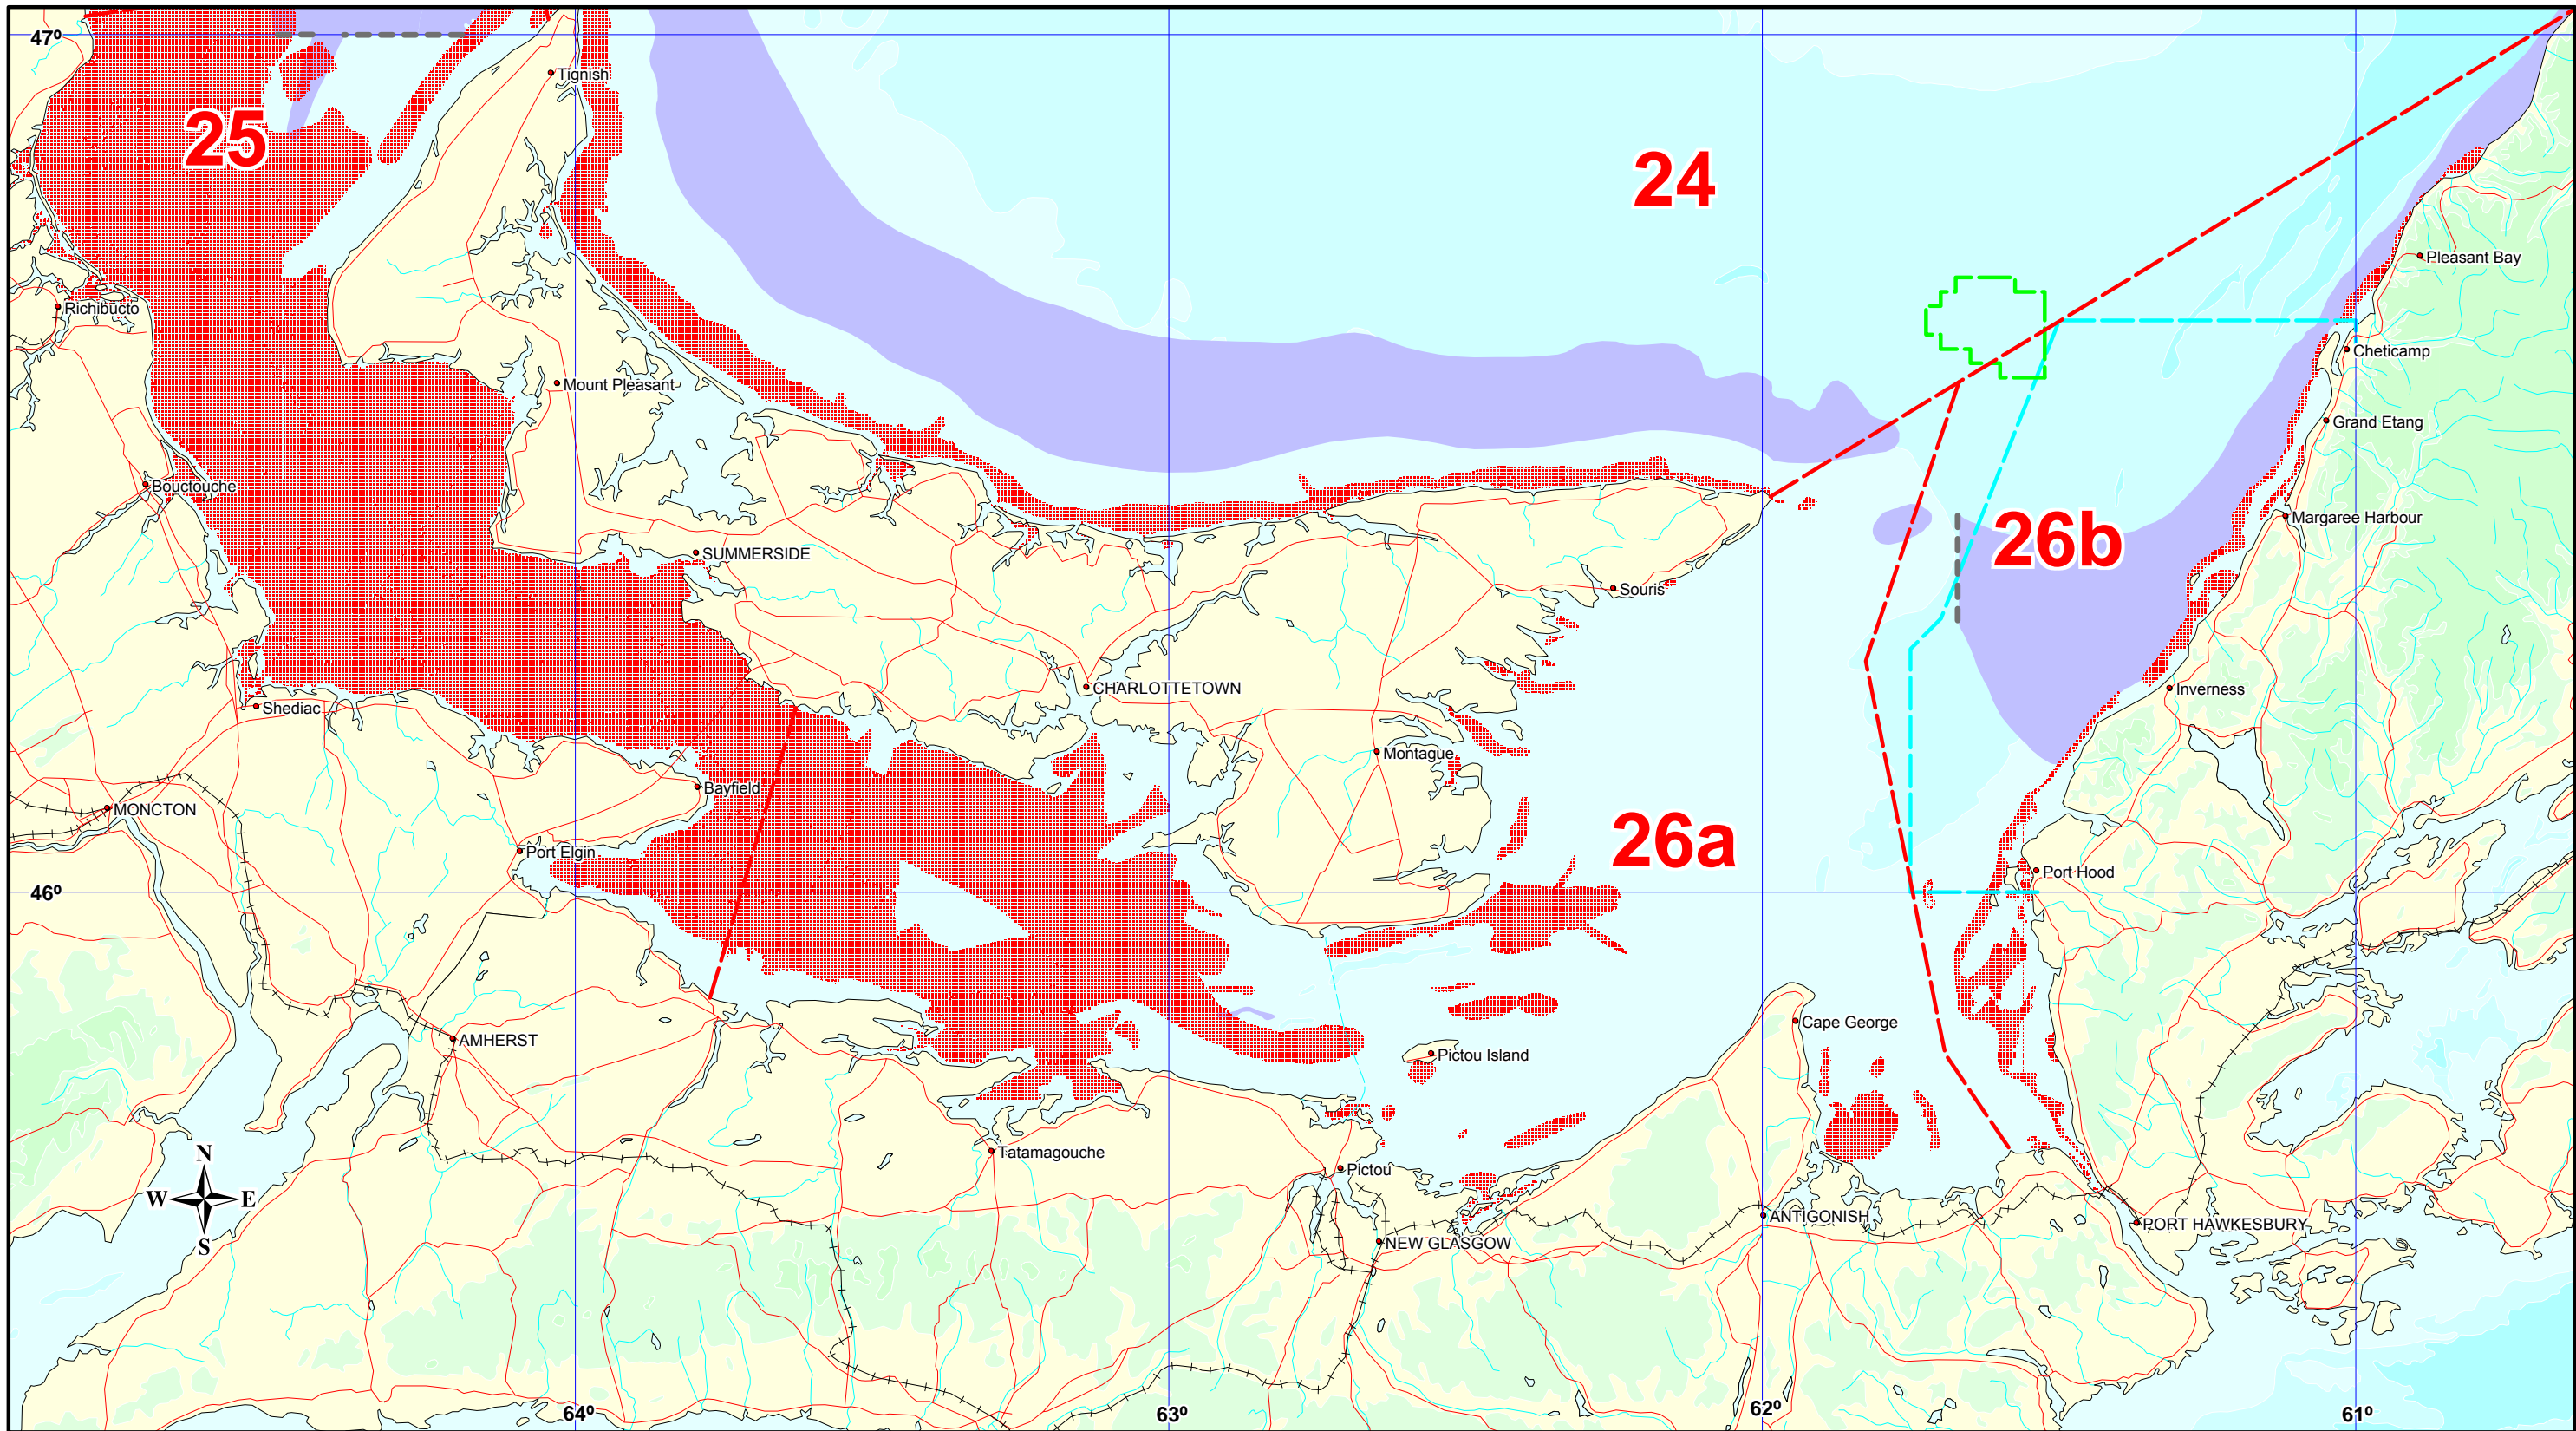 47º
Tignish
25
24
Pleasant Bay
Richibucto
Cheticamp
Mount Pleasant
Grand Etang
Bouctouche
Margaree Harbour
26b
SUMMERSIDE
Souris
CHARLOTTETOWN
Inverness
Shediac
Montague
Bayfield
MONCTON
26a
Port Elgin
Port Hood
46º
Cape George
AMHERST
Pictou Island
N
Tatamagouche
Pictou
W
E
ANTIGONISH
PORT HAWKESBURY
NEW GLASGOW
S
64º
63º
62º
61º